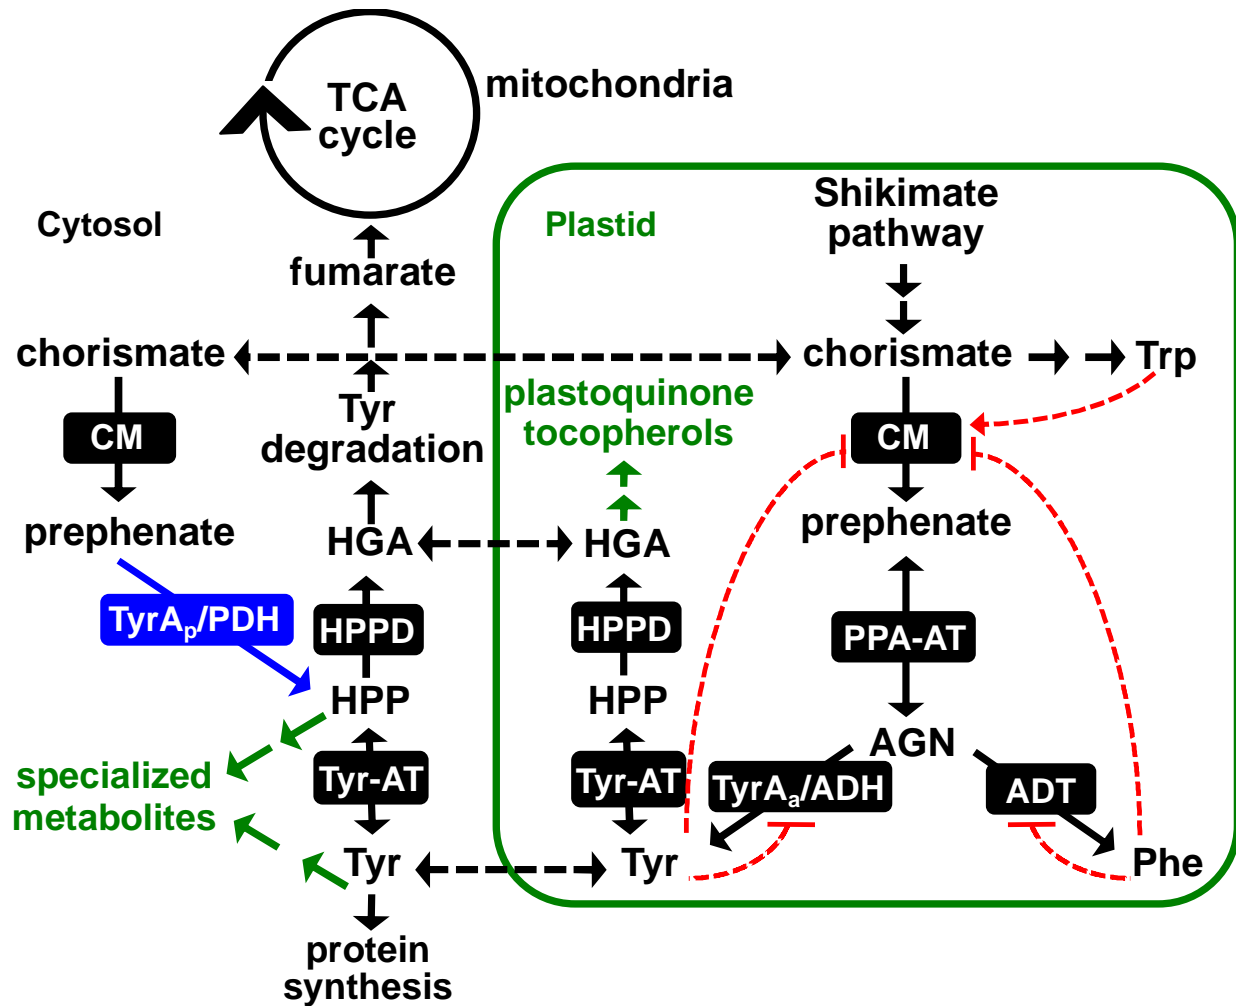 TCA
cycle
mitochondria
Cytosol
Plastid
Shikimate
pathway
fumarate
chorismate
chorismate
Trp
Tyr
degradation
plastoquinone
tocopherols
CM
CM
prephenate
HGA
HGA
prephenate
TyrAp/PDH
HPPD
HPPD
PPA-AT
HPP
HPP
AGN
specialized
metabolites
Tyr-AT
Tyr-AT
TyrAa/ADH
ADT
Tyr
Tyr
Phe
protein
synthesis